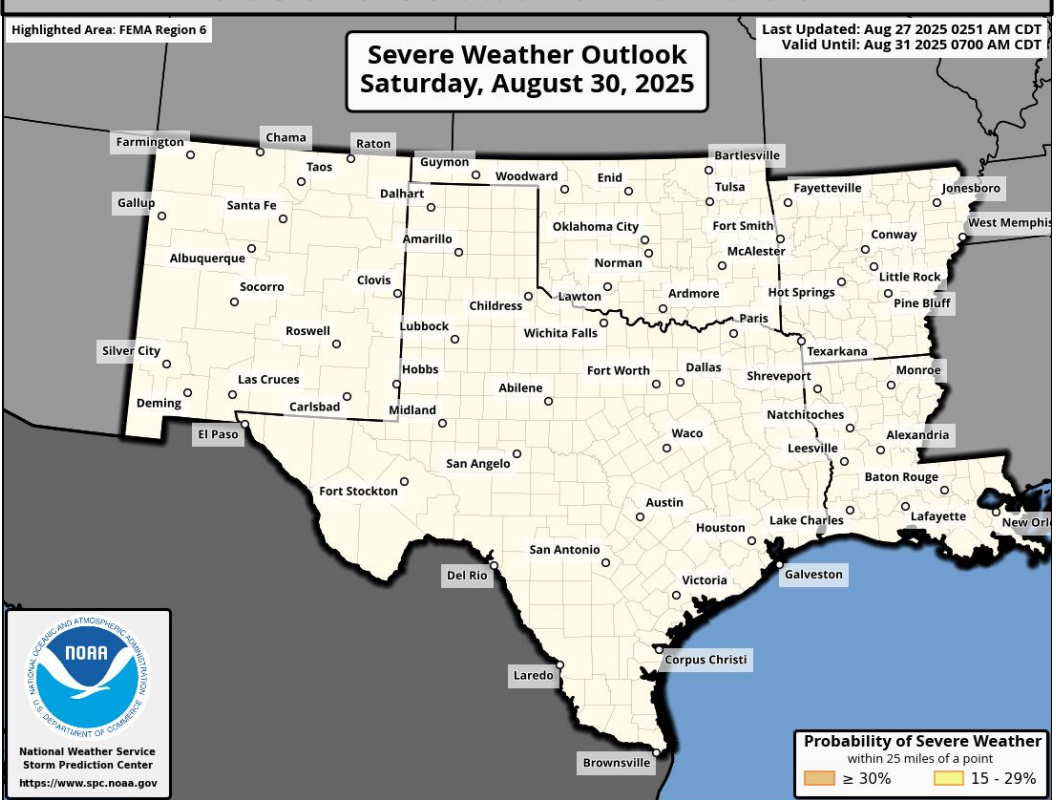 Highlighted Area: FEMA Region 6
Severe Weather Outlook
Saturday, August 30, 2025
Last Updated: Aug 27 2025 0251 AM CDT
Valid Until: Aug 31 2025 0700 AM CDT
Farmington
Chama
Raton
Taos
Guymon
Woodward
Enid
Bartlesville
Tulsa
Fayetteville
Jonesboro
Gallup
Santa Fe
Dalhart
Oklahoma City
Fort Smith
Conway
West Memphis
Albuquerque
Amarillo
Norman
McAlester
Little Rock
Socorro
Clovis
Childress
Lawton
Ardmore
Hot Springs
Pine Bluff
Roswell
Lubbock
Wichita Falls
Paris
Texarkana
Silver City
Las Cruces
Hobbs
Abilene
Fort Worth
Dallas
Shreveport
Monroe
Deming
Carlsbad
Midland
Natchitoches
El Paso
San Angelo
Waco
Leesville
Alexandria
Fort Stockton
Austin
Baton Rouge
Houston
Lake Charles
Lafayette
Del Rio
San Antonio
Victoria
Galveston
Laredo
Corpus Christi
Brownsville
NATIONAL OCEANIC AND ATMOSPHERIC ADMINISTRATION
NOAA
U.S. DEPARTMENT OF COMMERCE
National Weather Service
Storm Prediction Center
https://www.spc.noaa.gov
Probability of Severe Weather
within 25 miles of a point
≥ 30%
15 - 29%